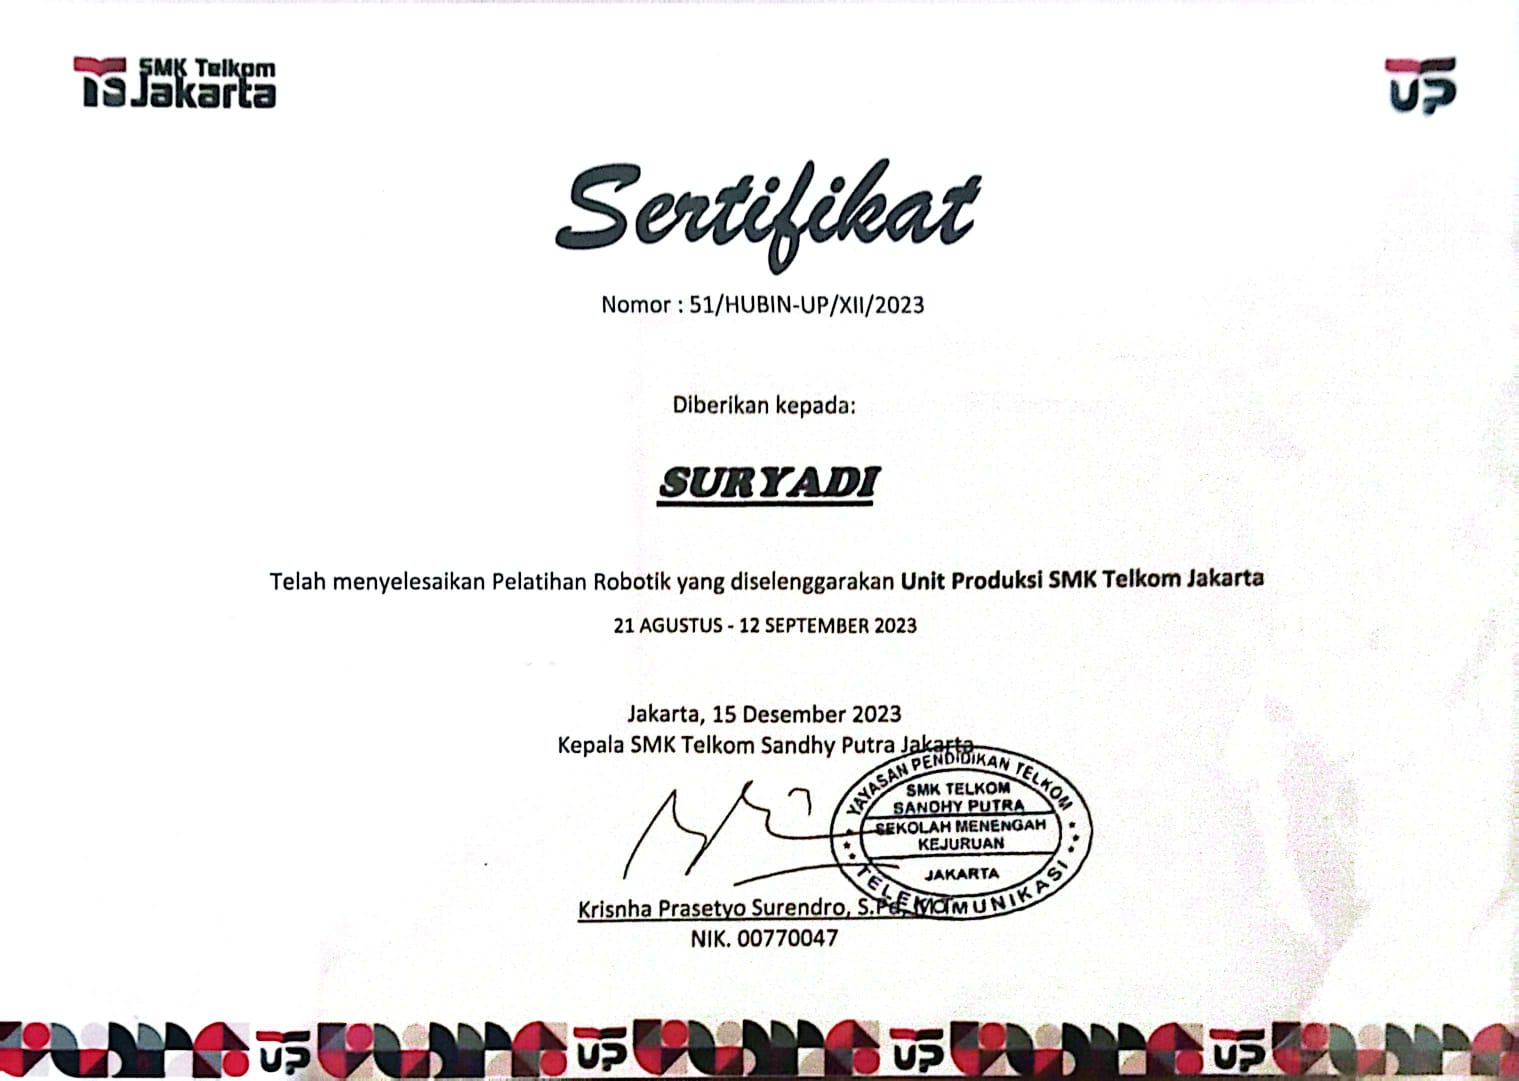 SMK Telkom
Jakarta
UP
Sertifikat
Nomor : 51/HUBIN-UP/XII/2023
Diberikan kepada:
SURYADI
Telah menyelesaikan Pelatihan Robotik yang diselenggarakan Unit Produksi SMK Telkom Jakarta
21 AGUSTUS - 12 SEPTEMBER 2023
Jakarta, 15 Desember 2023
Kepala SMK Telkom Sandhy Putra Jakarta
YAYASAN PENDIDIKAN TELKOM
SMK TELKOM
SANDHY PUTRA
SEKOLAH MENENGAH
KEJURUAN
JAKARTA
TELEKOMUNIKASI
Krisnha Prasetyo Surendro, S.Pd,
NIK. 00770047
UP
UP
UP
UP